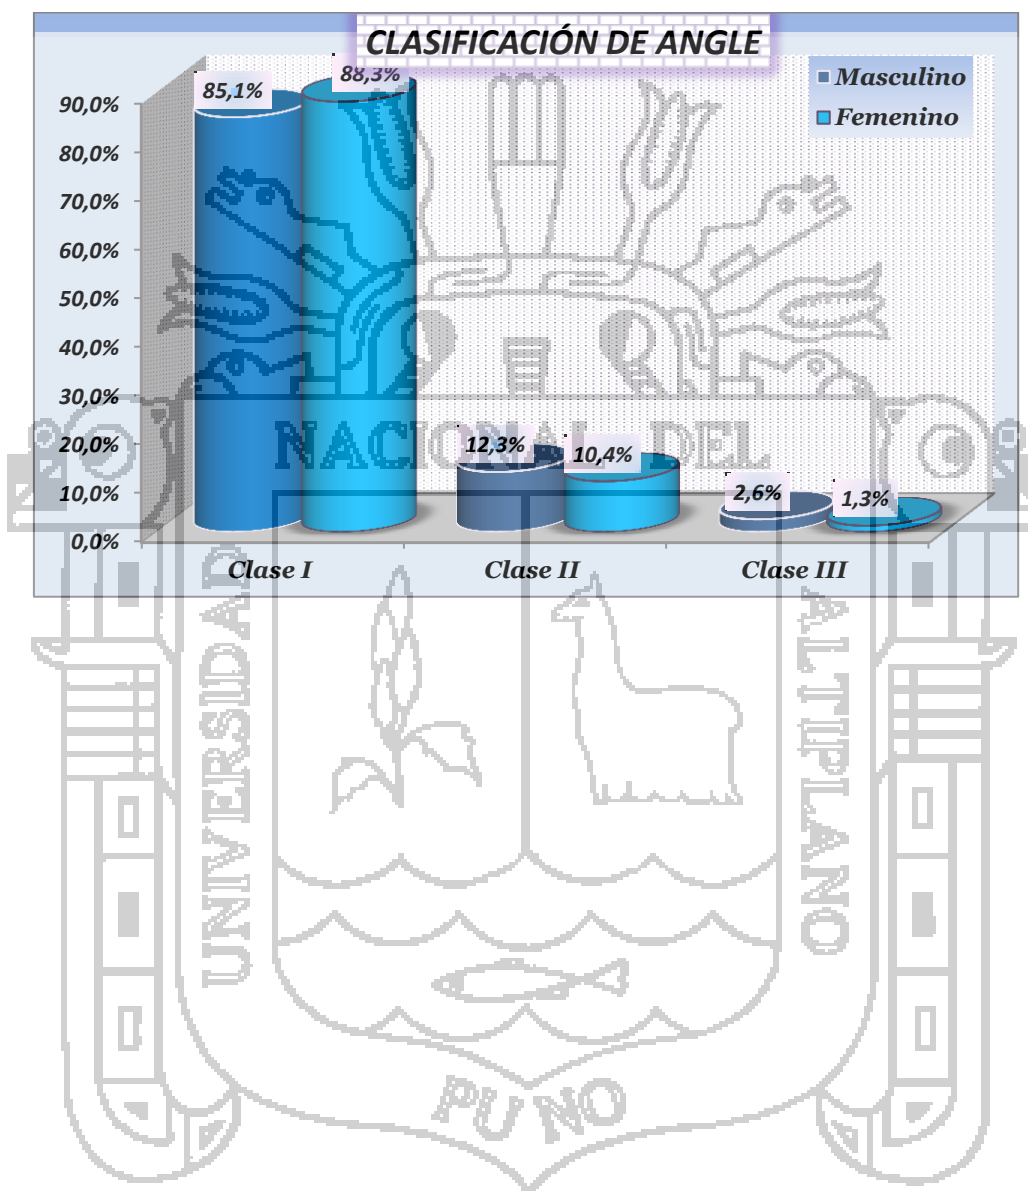 CLASIFICACIÓN DE ANGLE
85,1%
88,3%
Masculino
Femenino
90,0%
80,0%
70,0%
60,0%
50,0%
40,0%
30,0%
20,0%
10,0%
0,0%
12,3%
10,4%
2,6%
1,3%
Clase I
Clase II
Clase III
NACIONAL DEL
UNIVERSIDAD
ALTIPLANO
PUNO